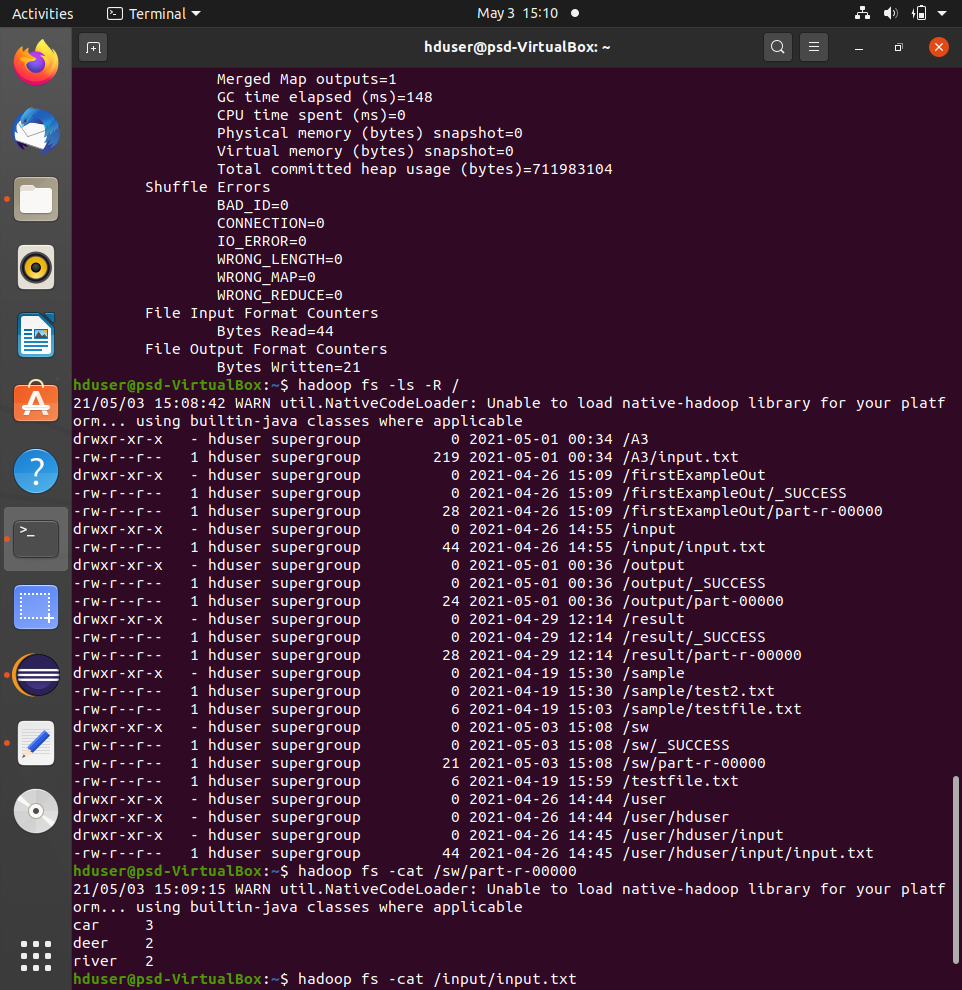 Activities Terminal May 3 15:10
hduser@psd-VirtualBox: ~
Merged Map outputs=1
GC time elapsed (ms)=148
CPU time spent (ms)=0
Physical memory (bytes) snapshot=0
Virtual memory (bytes) snapshot=0
Total committed heap usage (bytes)=711983104
Shuffle Errors
BAD_ID=0
CONNECTION=0
IO_ERROR=0
WRONG_LENGTH=0
WRONG_MAP=0
WRONG_REDUCE=0
File Input Format Counters
Bytes Read=44
File Output Format Counters
Bytes Written=21
hduser@psd-VirtualBox:~$ hadoop fs -ls -R /
21/05/03 15:08:42 WARN util.NativeCodeLoader: Unable to load native-hadoop library for your platf
orm... using builtin-java classes where applicable
drwxr-xr-x - hduser supergroup 0 2021-05-01 00:34 /A3
-rw-r--r-- 1 hduser supergroup 219 2021-05-01 00:34 /A3/input.txt
drwxr-xr-x - hduser supergroup 0 2021-04-26 15:09 /firstExampleOut
-rw-r--r-- 1 hduser supergroup 0 2021-04-26 15:09 /firstExampleOut/_SUCCESS
-rw-r--r-- 1 hduser supergroup 28 2021-04-26 15:09 /firstExampleOut/part-r-00000
drwxr-xr-x - hduser supergroup 0 2021-04-26 14:55 /input
-rw-r--r-- 1 hduser supergroup 44 2021-04-26 14:55 /input/input.txt
drwxr-xr-x - hduser supergroup 0 2021-05-01 00:36 /output
-rw-r--r-- 1 hduser supergroup 0 2021-05-01 00:36 /output/_SUCCESS
-rw-r--r-- 1 hduser supergroup 24 2021-05-01 00:36 /output/part-00000
drwxr-xr-x - hduser supergroup 0 2021-04-29 12:14 /result
-rw-r--r-- 1 hduser supergroup 0 2021-04-29 12:14 /result/_SUCCESS
-rw-r--r-- 1 hduser supergroup 28 2021-04-29 12:14 /result/part-r-00000
drwxr-xr-x - hduser supergroup 0 2021-04-19 15:30 /sample
-rw-r--r-- 1 hduser supergroup 0 2021-04-19 15:30 /sample/test2.txt
-rw-r--r-- 1 hduser supergroup 6 2021-04-19 15:03 /sample/testfile.txt
drwxr-xr-x - hduser supergroup 0 2021-05-03 15:08 /sw
-rw-r--r-- 1 hduser supergroup 0 2021-05-03 15:08 /sw/_SUCCESS
-rw-r--r-- 1 hduser supergroup 21 2021-05-03 15:08 /sw/part-r-00000
-rw-r--r-- 1 hduser supergroup 6 2021-04-19 15:59 /testfile.txt
drwxr-xr-x - hduser supergroup 0 2021-04-26 14:44 /user
drwxr-xr-x - hduser supergroup 0 2021-04-26 14:44 /user/hduser
drwxr-xr-x - hduser supergroup 0 2021-04-26 14:45 /user/hduser/input
-rw-r--r-- 1 hduser supergroup 44 2021-04-26 14:45 /user/hduser/input/input.txt
hduser@psd-VirtualBox:~$ hadoop fs -cat /sw/part-r-00000
21/05/03 15:09:15 WARN util.NativeCodeLoader: Unable to load native-hadoop library for your platf
orm... using builtin-java classes where applicable
car 3
deer 2
river 2
hduser@psd-VirtualBox:~$ hadoop fs -cat /input/input.txt